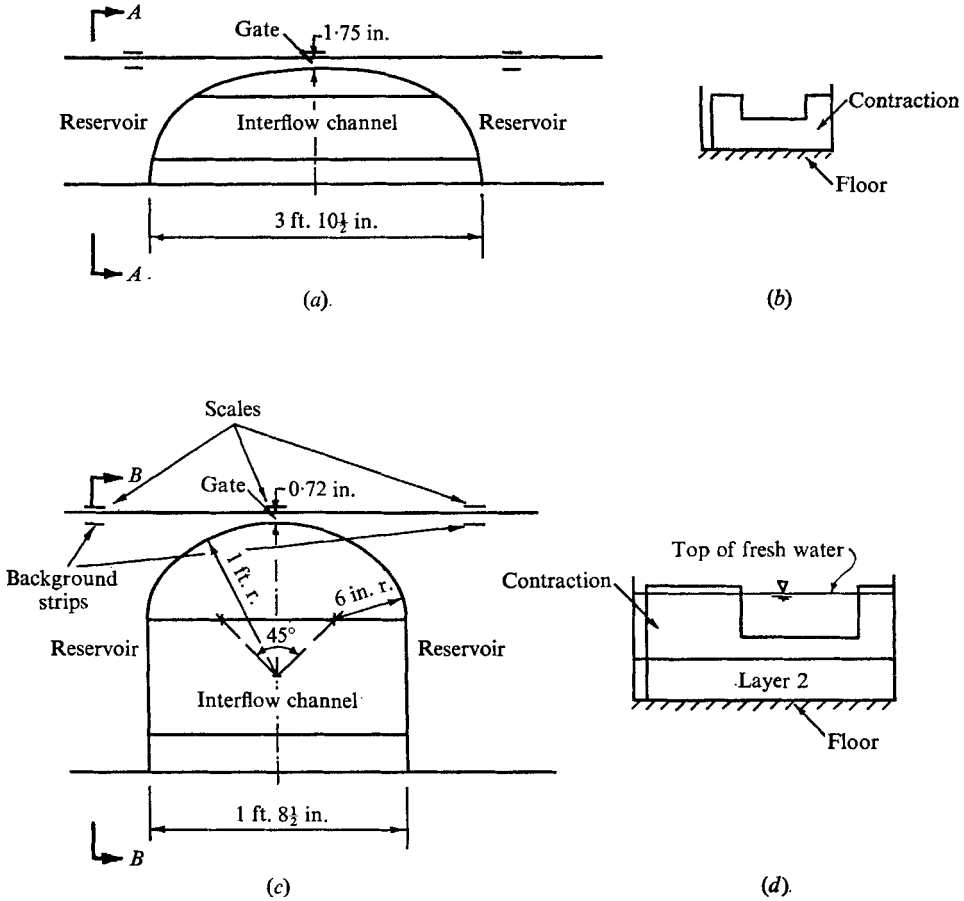 A
Gate
1·75 in.
Reservoir
Interflow channel
Reservoir
3 ft. 10½ in.
A
(a).
Contraction
Floor
(b)
Scales
B
Gate
0·72 in.
Background
strips
1 ft. r.
6 in. r.
45°
Reservoir
Reservoir
Interflow channel
1 ft. 8½ in.
B
(c)
Top of fresh water
Contraction
Layer 2
Floor
(d).